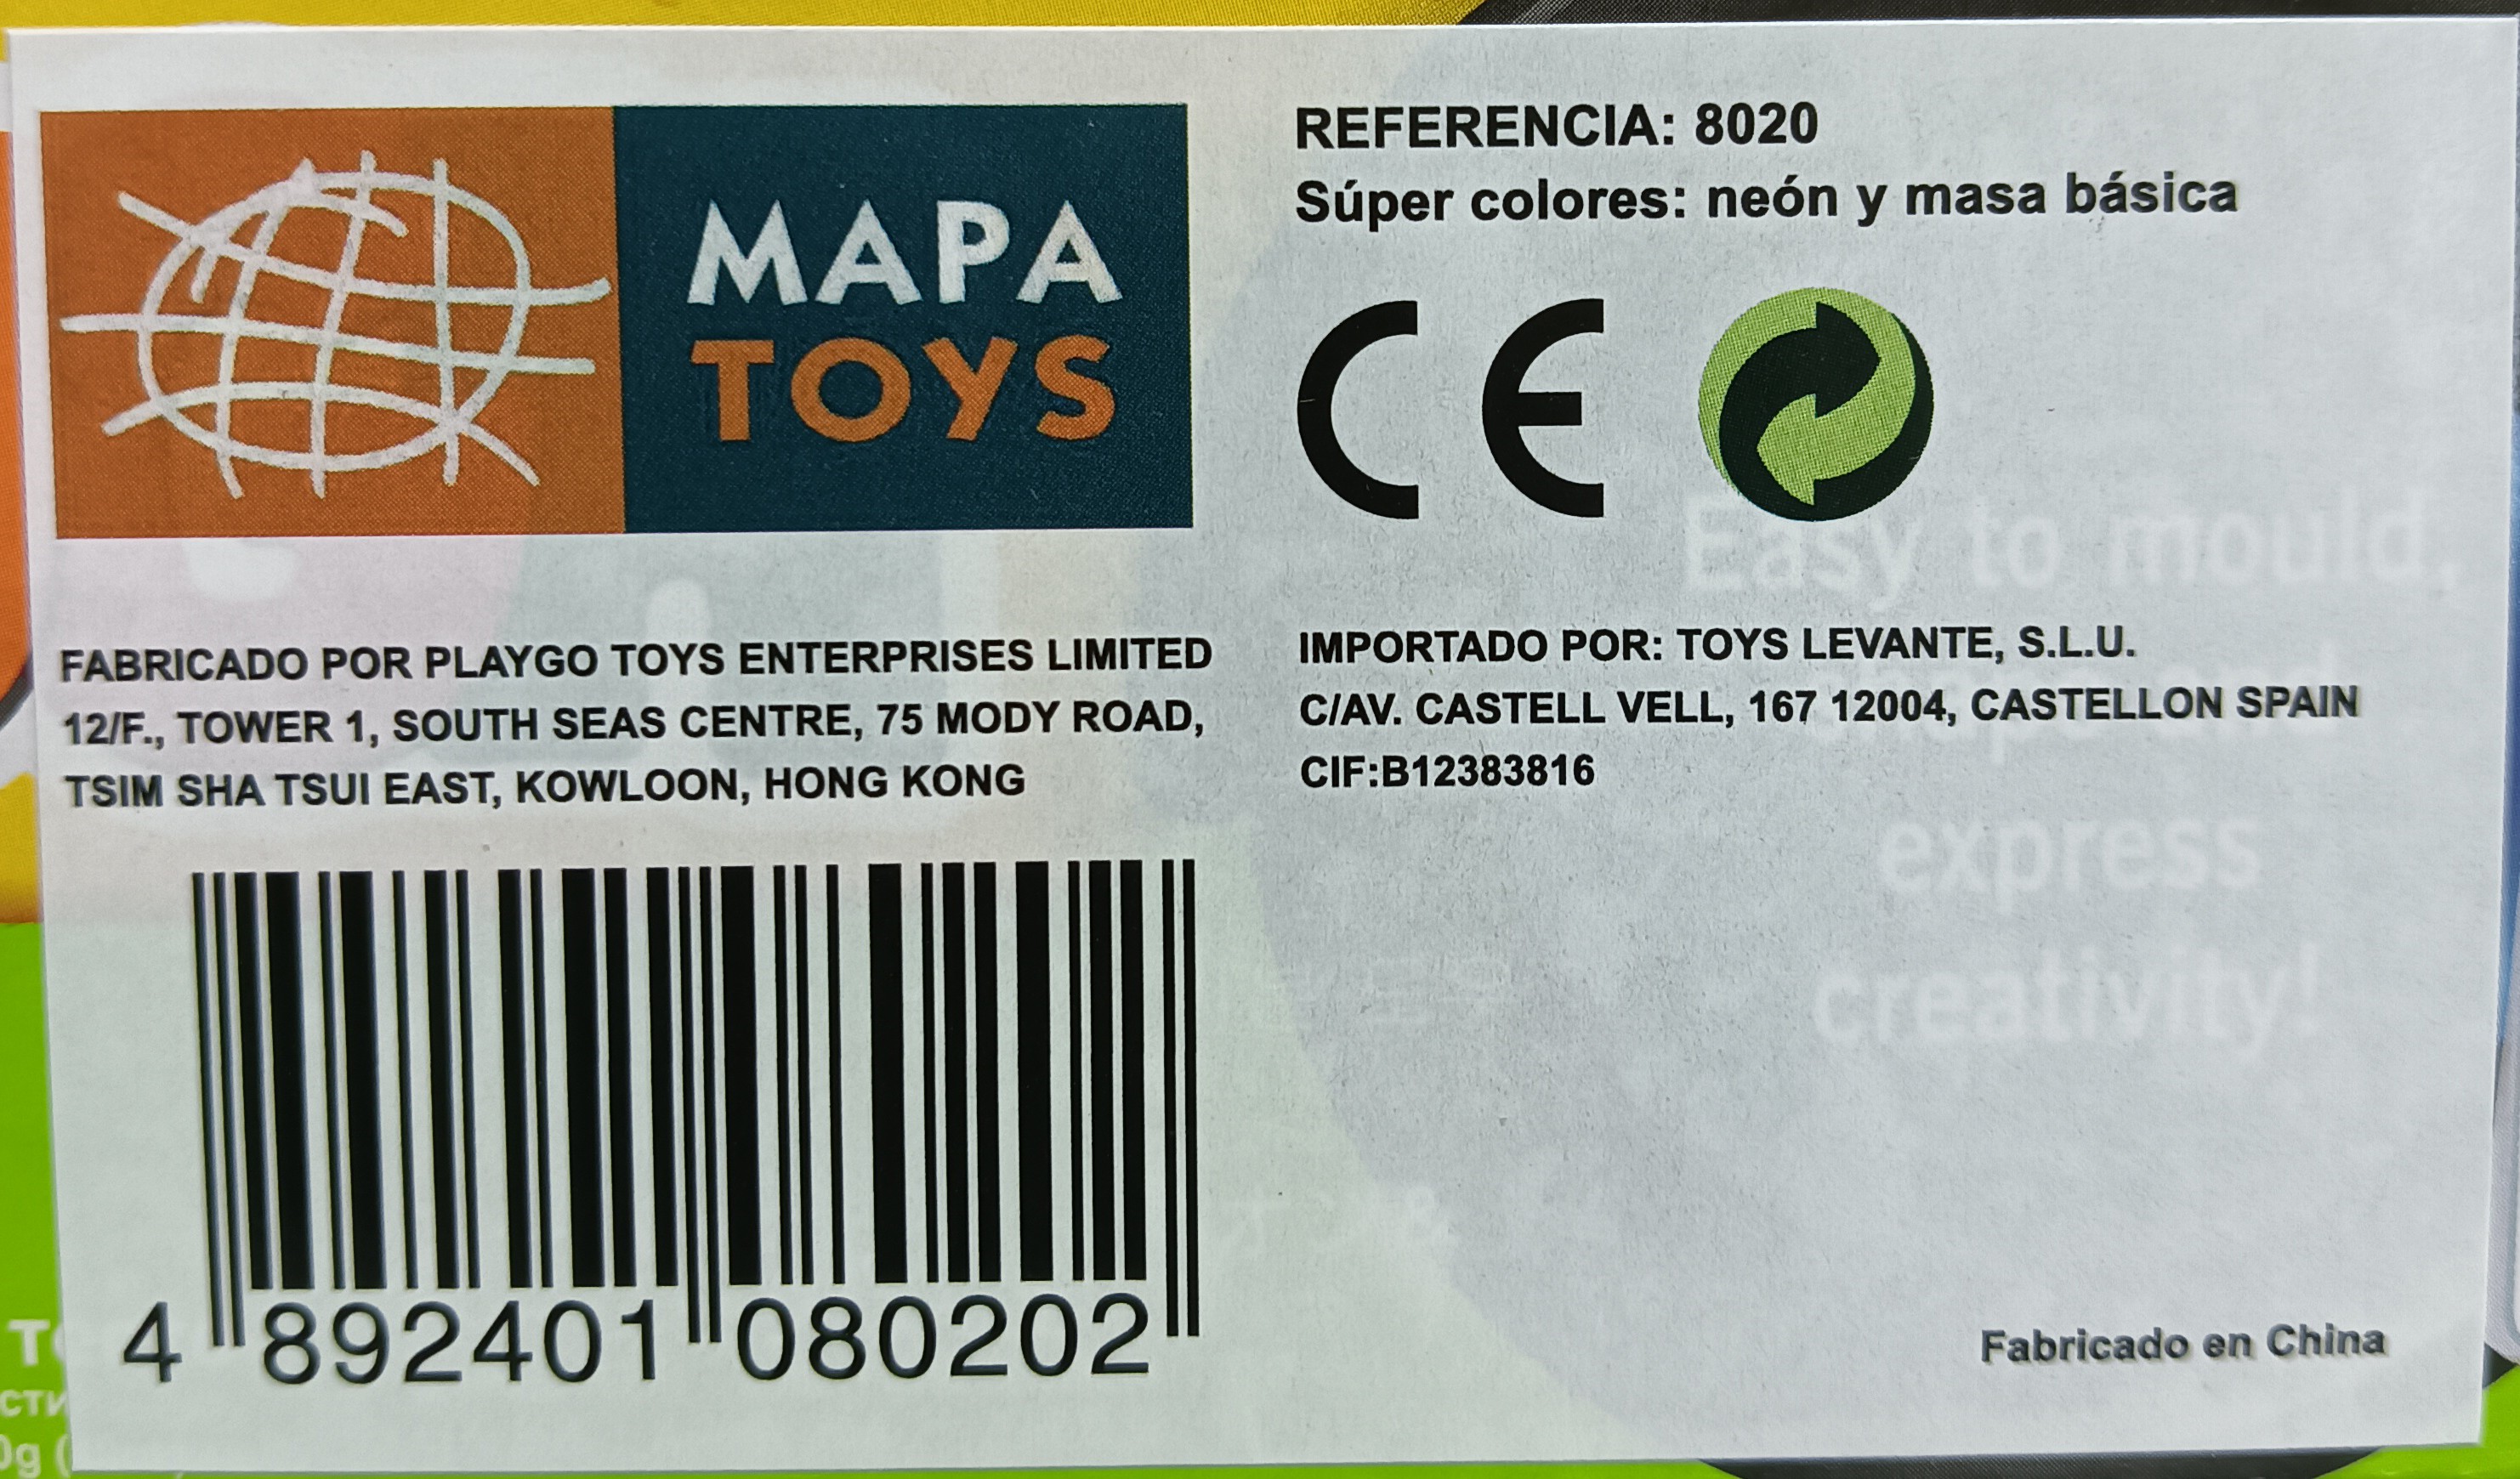 MAPA
TOYS
REFERENCIA: 8020
Súper colores: neón y masa básica
CE
FABRICADO POR PLAYGO TOYS ENTERPRISES LIMITED
12/F., TOWER 1, SOUTH SEAS CENTRE, 75 MODY ROAD,
TSIM SHA TSUI EAST, KOWLOON, HONG KONG
IMPORTADO POR: TOYS LEVANTE, S.L.U.
C/AV. CASTELL VELL, 167 12004, CASTELLON SPAIN
CIF:B12383816
Easy to mould,
shape and
express
creativity!
4 892401 080202
Fabricado en China